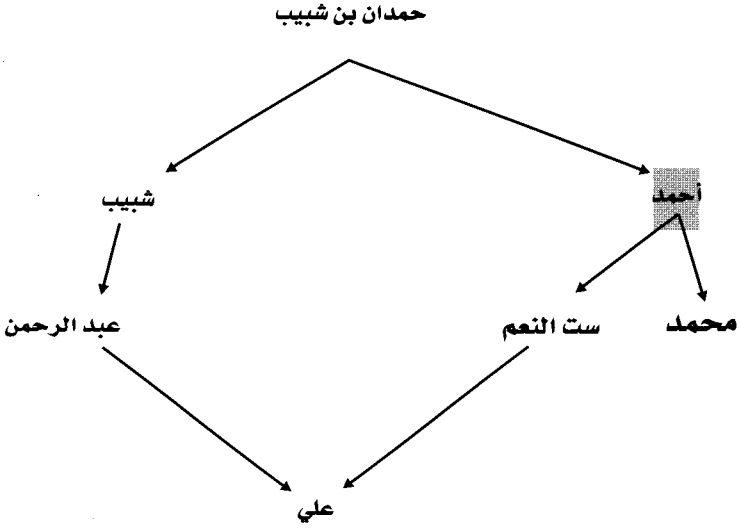 حمدان بن شبيب
أحمد
شبيب
محمد
ست النعم
عبد الرحمن
علي